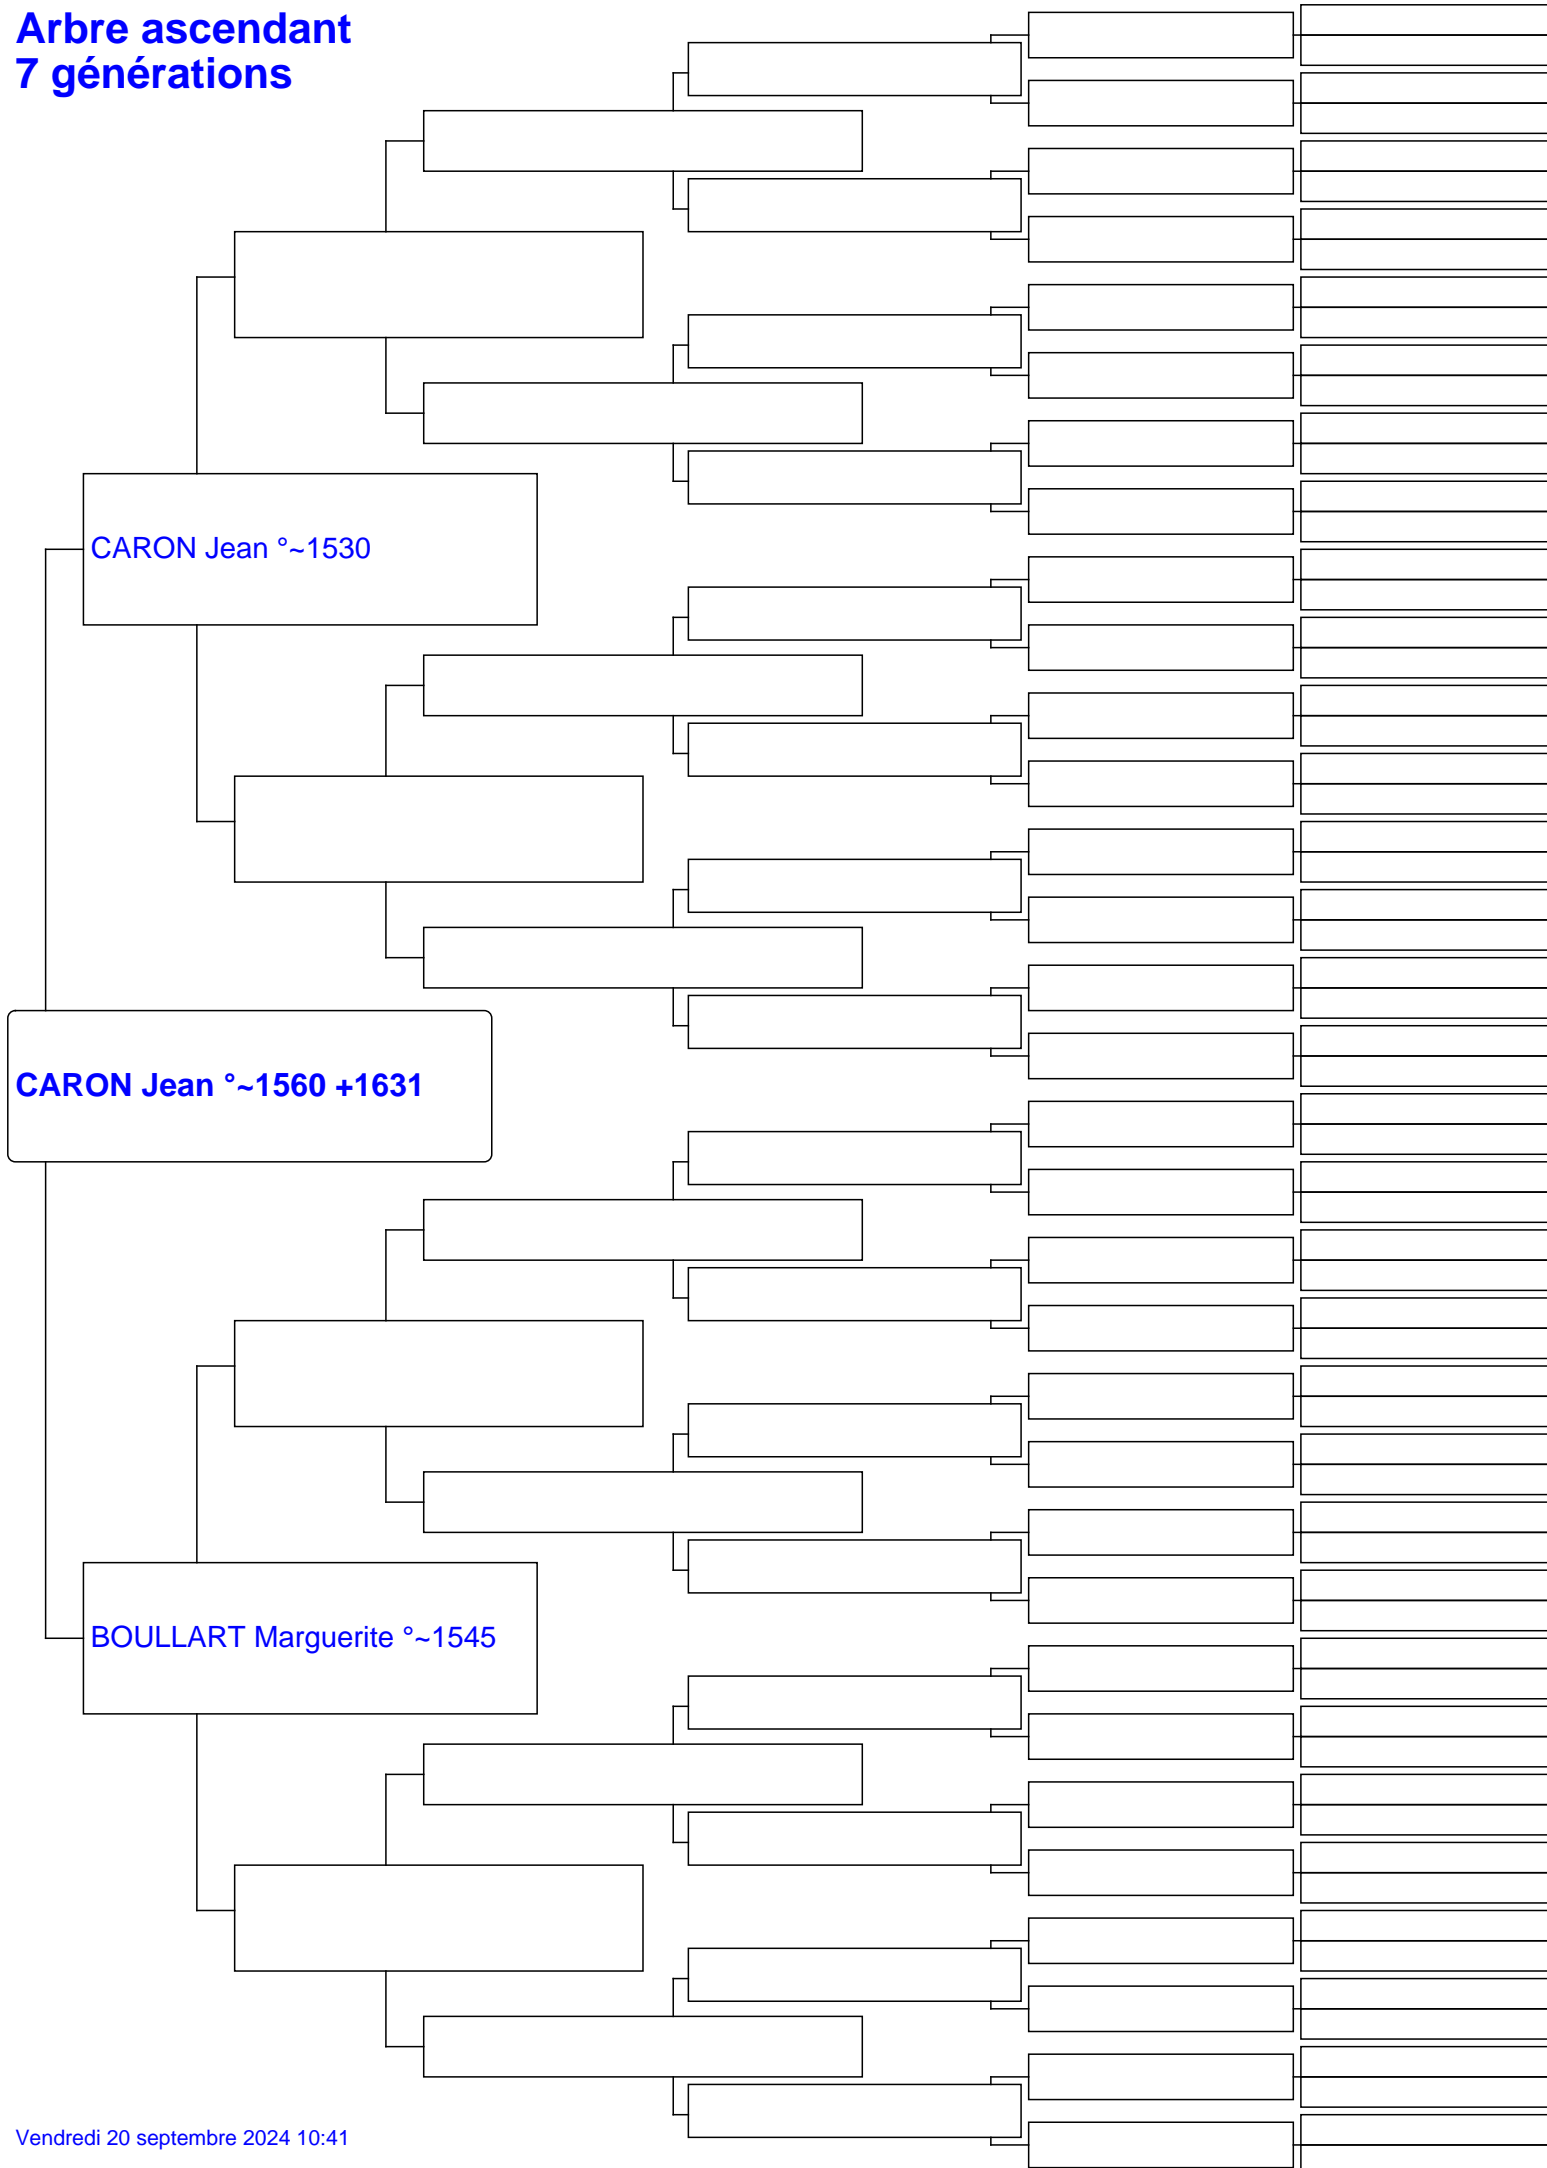 Arbre ascendant
7 générations
CARON Jean °~1530
CARON Jean °~1560 +1631
BOULLART Marguerite °~1545
Vendredi 20 septembre 2024 10:41